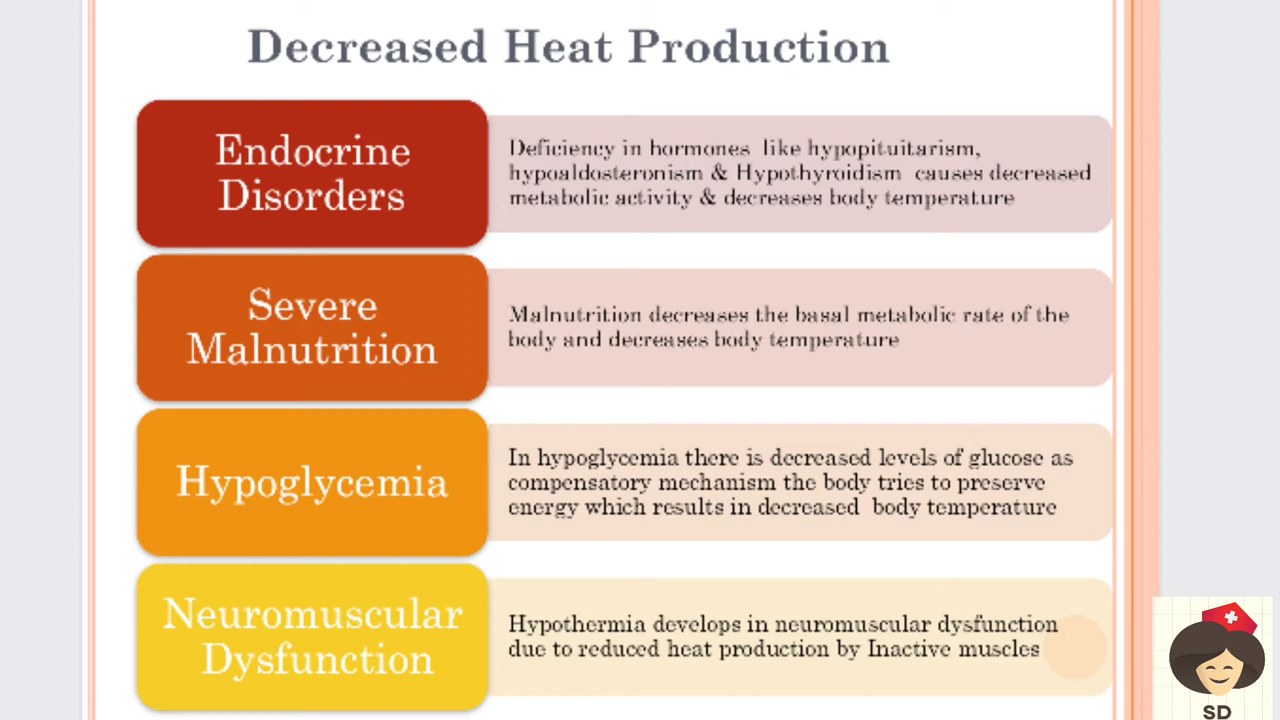 Decreased Heat Production
Endocrine
Disorders
Deficiency in hormones like hypopituitarism,
hypoaldosteronism & Hypothyroidism causes decreased
metabolic activity & decreases body temperature
Severe
Malnutrition
Malnutrition decreases the basal metabolic rate of the
body and decreases body temperature
Hypoglycemia
In hypoglycemia there is decreased levels of glucose as
compensatory mechanism the body tries to preserve
energy which results in decreased body temperature
Neuromuscular
Dysfunction
Hypothermia develops in neuromuscular dysfunction
due to reduced heat production by Inactive muscles
SD